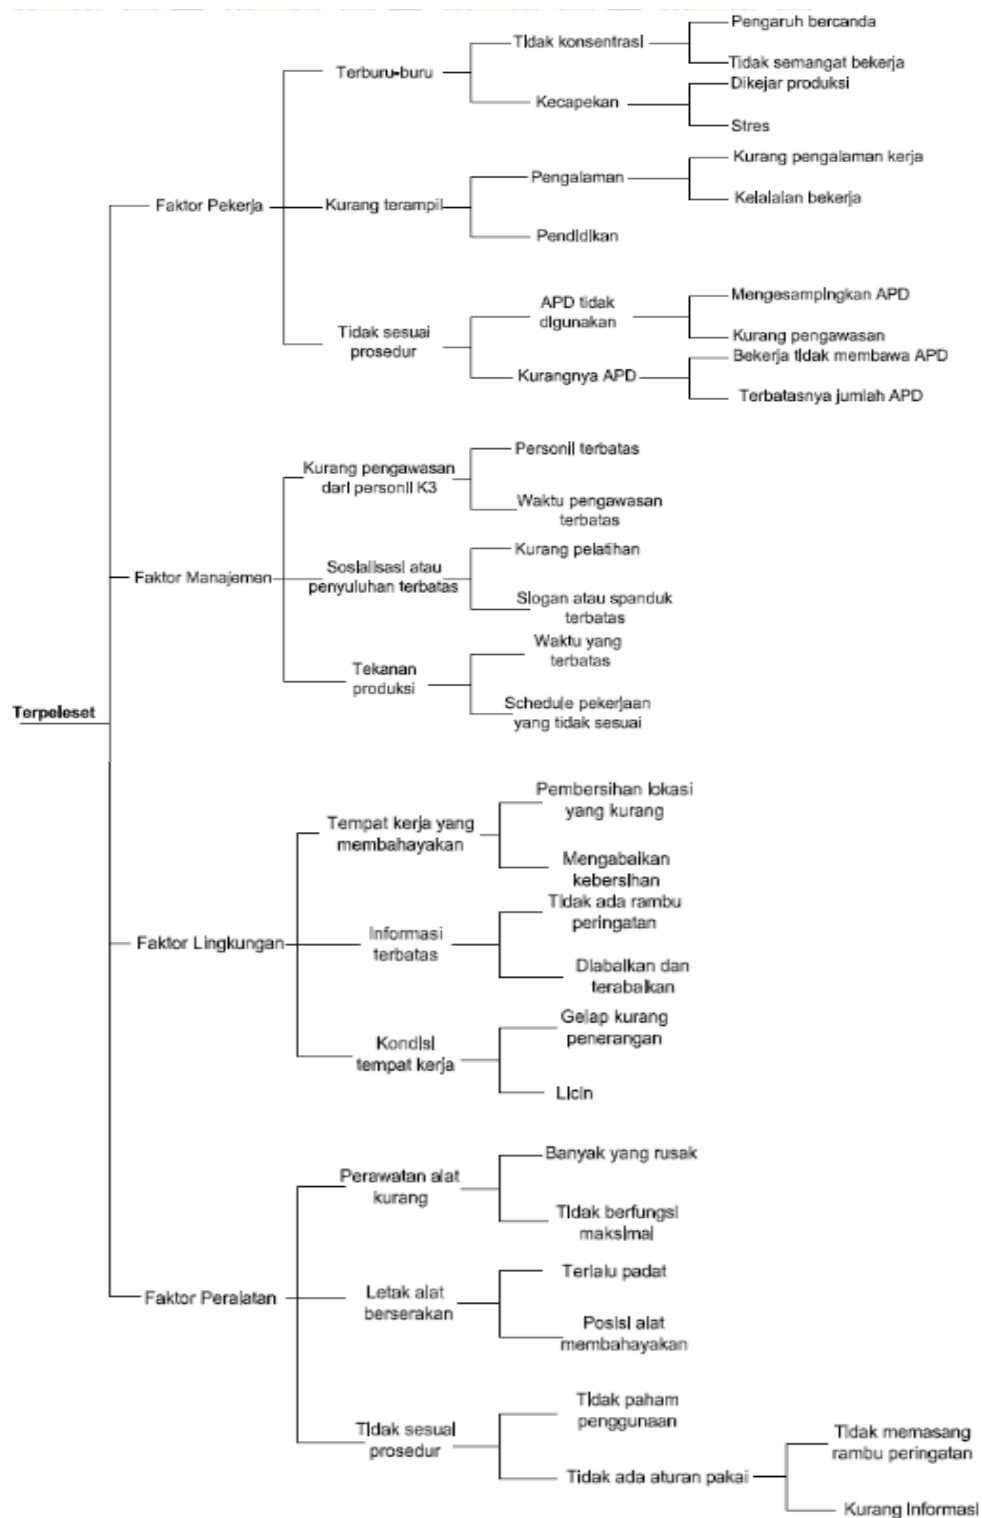 Pengaruh bercanda
Tidak konsentrasi
Tidak semangat bekerja
Terburu-buru
Dikejar produksi
Kecapekan
Stres
Kurang pengalaman kerja
Pengalaman
Kelalaian bekerja
Faktor Pekerja
Kurang terampil
Pendidikan
Mengesampingkan APD
APD tidak
digunakan
Kurang pengawasan
Tidak sesuai
prosedur
Bekerja tidak membawa APD
Kurangnya APD
Terbatasnya jumlah APD
Personil terbatas
Kurang pengawasan
dari personil K3
Waktu pengawasan
terbatas
Kurang pelatihan
Faktor Manajemen
Sosialisasi atau
penyuluhan terbatas
Slogan atau spanduk
terbatas
Waktu yang
terbatas
Tekanan
produksi
Schedule pekerjaan
yang tidak sesuai
Terpeleset
Pembersihan lokasi
yang kurang
Tempat kerja yang
membahayakan
Mengabaikan
kebersihan
Tidak ada rambu
peringatan
Faktor Lingkungan
Informasi
terbatas
Diabaikan dan
terabaikan
Gelap kurang
penerangan
Kondisi
tempat kerja
Licin
Banyak yang rusak
Perawatan alat
kurang
Tidak berfungsi
maksimal
Terlalu padat
Faktor Peralatan
Letak alat
berserakan
Posisi alat
membahayakan
Tidak paham
penggunaan
Tidak sesuai
prosedur
Tidak memasang
rambu peringatan
Tidak ada aturan pakai
Kurang Informasi